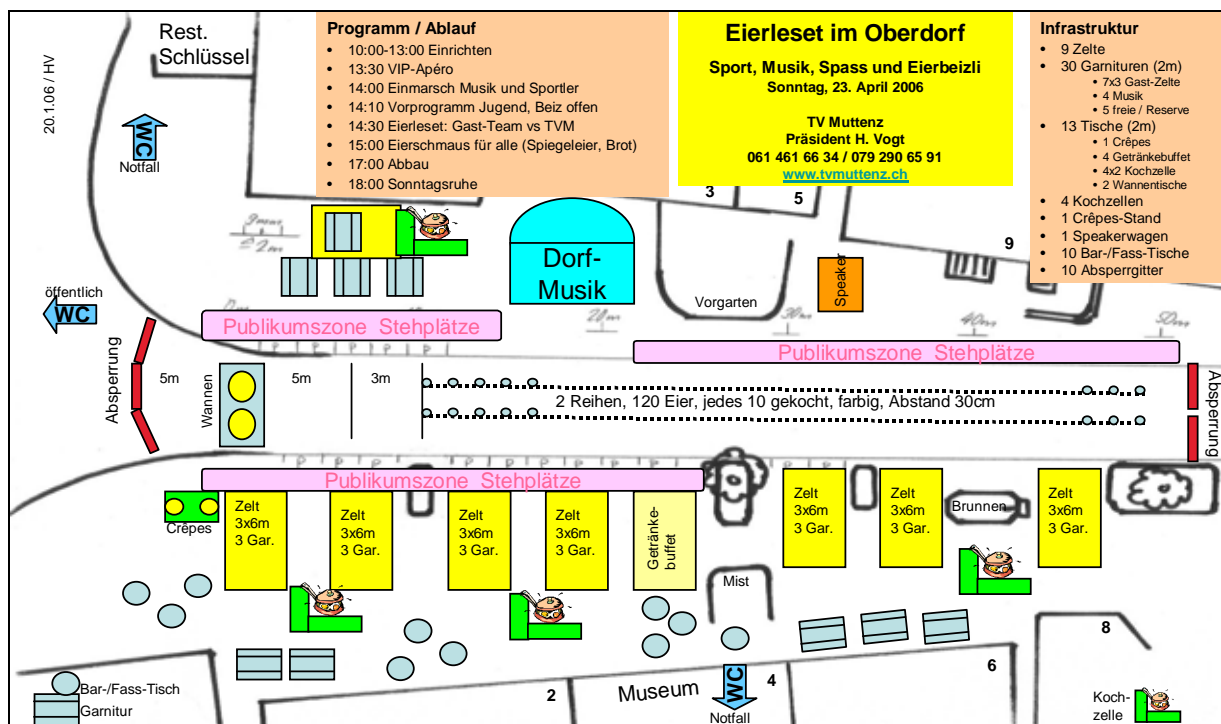 20.1.06 / HV
Rest.
Schlüssel
WC
Notfall
Programm / Ablauf
• 10:00-13:00 Einrichten
• 13:30 VIP-Apéro
• 14:00 Einmarsch Musik und Sportler
• 14:10 Vorprogramm Jugend, Beiz offen
• 14:30 Eierleset: Gast-Team vs TVM
• 15:00 Eierschmaus für alle (Spiegeleier, Brot)
• 17:00 Abbau
• 18:00 Sonntagsruhe
Eierleset im Oberdorf
Sport, Musik, Spass und Eierbeizli
Sonntag, 23. April 2006
TV Muttenz
Präsident H. Vogt
061 461 66 34 / 079 290 65 91
www.tvmuttenz.ch
Infrastruktur
• 9 Zelte
• 30 Garnituren (2m)
• 7x3 Gast-Zelte
• 4 Musik
• 5 freie / Reserve
• 13 Tische (2m)
• 1 Crêpes
• 4 Getränkebuffet
• 4x2 Kochzelle
• 2 Wannentische
• 4 Kochzellen
• 1 Crêpes-Stand
• 1 Speakerwagen
• 10 Bar-/Fass-Tische
• 10 Absperrgitter
3
5
9
Dorf-
Musik
Vorgarten
Speaker
öffentlich
WC
20m
30m
40m
50m
Publikumszone Stehplätze
Publikumszone Stehplätze
Absperrung
5m
Wannen
5m
3m
2 Reihen, 120 Eier, jedes 10 gekocht, farbig, Abstand 30cm
Absperrung
Publikumszone Stehplätze
Crêpes
Zelt
3x6m
3 Gar.
Zelt
3x6m
3 Gar.
Zelt
3x6m
3 Gar.
Zelt
3x6m
3 Gar.
Getränke-
buffet
Zelt
3x6m
3 Gar.
Zelt
3x6m
3 Gar.
Brunnen
Zelt
3x6m
3 Gar.
Mist
8
6
2
Museum
WC
4
Notfall
Bar-/Fass-Tisch
Garnitur
Koch-
zelle